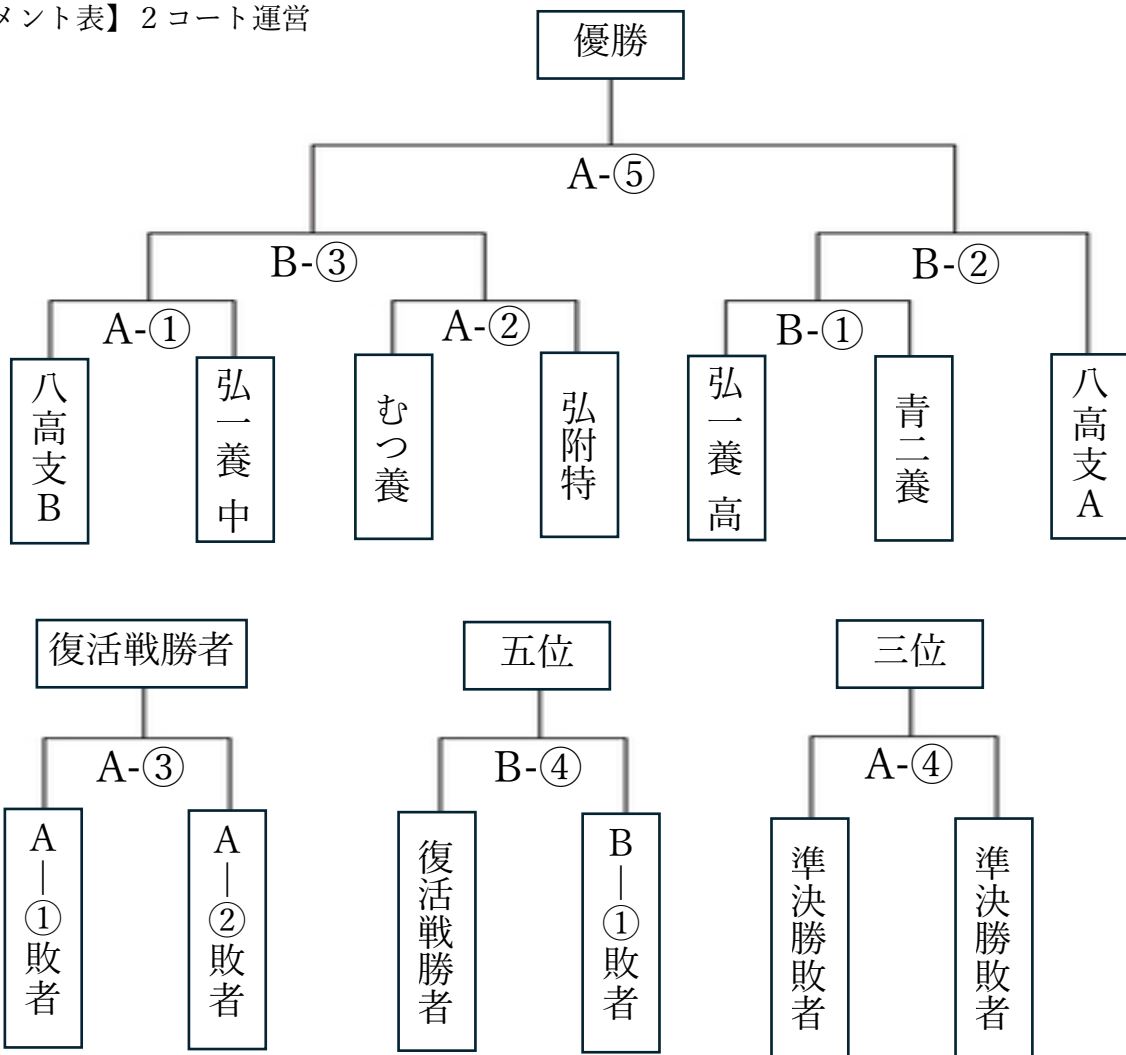 メント表】２コート運営
優勝
A-⑤
B-③
B-②
A-①
A-②
B-①
八高支B
弘一養 中
むつ養
弘附特
弘一養 高
青二養
八高支A
復活戦勝者
五位
三位
A-③
B-④
A-④
A―①敗者
A―②敗者
復活戦勝者
B―①敗者
準決勝敗者
準決勝敗者